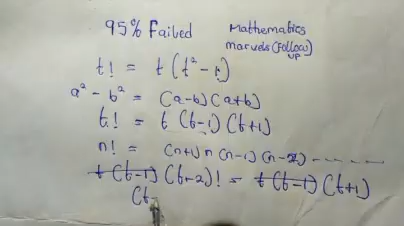 95% Failed
Mathematics
marvels (Follow
up)
t! = t(t² - 1)
a² - b² = (a-b)(a+b)
t! = t(t-1)(t+1)
n! = (n+1)n(n-1)(n-2)-------
t(t-1)(t-2)! = t(t-1)(t+1)
(t-